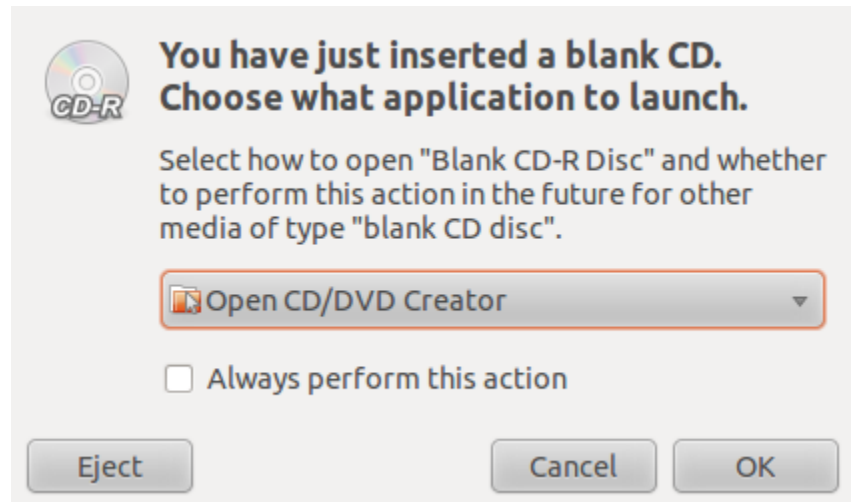 You have just inserted a blank CD.
Choose what application to launch.
CD-R
Select how to open "Blank CD-R Disc" and whether
to perform this action in the future for other
media of type "blank CD disc".
Open CD/DVD Creator
Always perform this action
Eject
Cancel
OK